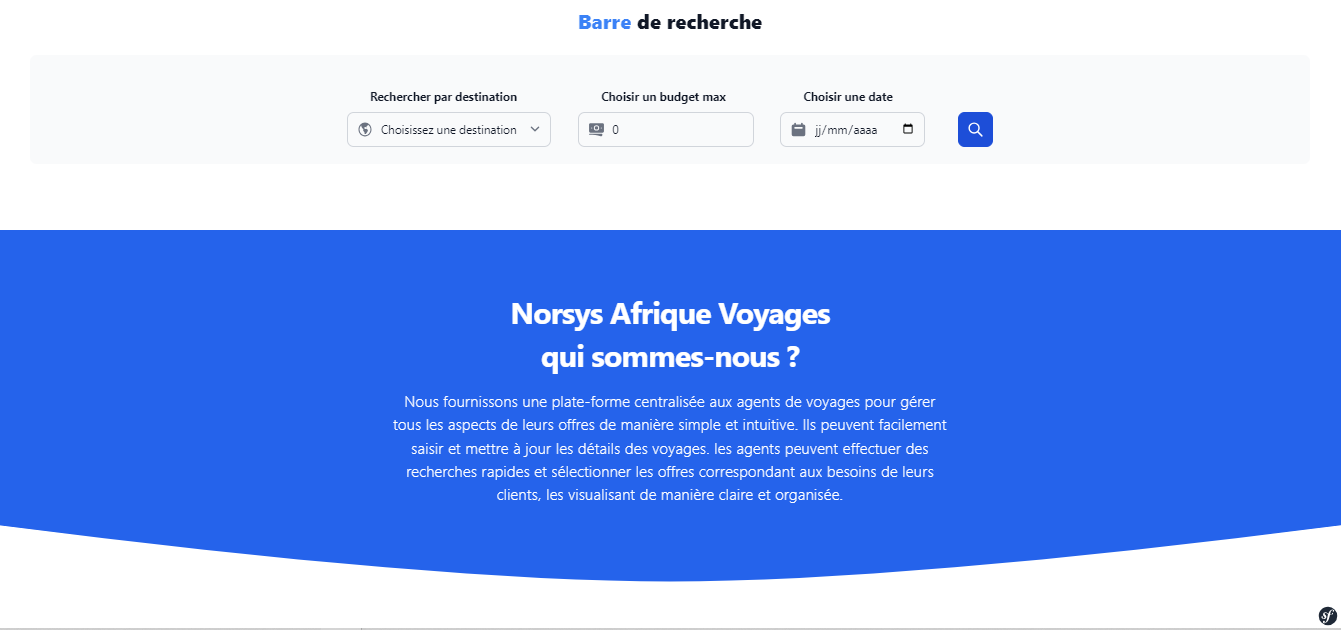 Barre de recherche
Rechercher par destination
Choisir un budget max
Choisir une date
Choisissez une destination
0
jj/mm/aaaa
Norsys Afrique Voyages
qui sommes-nous ?
Nous fournissons une plate-forme centralisée aux agents de voyages pour gérer
tous les aspects de leurs offres de manière simple et intuitive. Ils peuvent facilement
saisir et mettre à jour les détails des voyages. les agents peuvent effectuer des
recherches rapides et sélectionner les offres correspondant aux besoins de leurs
clients, les visualisant de manière claire et organisée.
sf